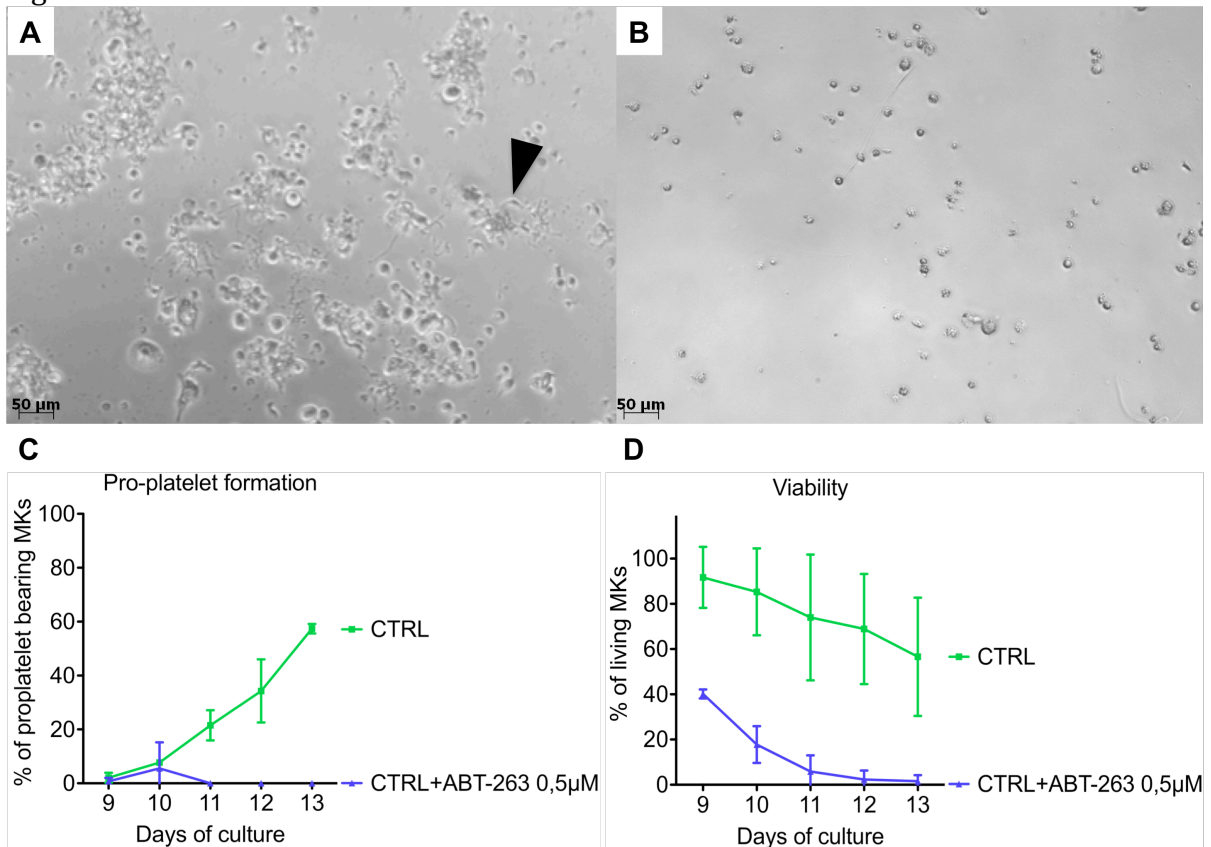 A
B
50 µm
50 µm
C
D
Pro-platelet formation
% of proplatelet bearing MKs
100
80
60
40
20
0
9 10 11 12 13
Days of culture
CTRL
CTRL+ABT-263 0,5µM
Viability
% of living MKs
100
80
60
40
20
0
9 10 11 12 13
Days of culture
CTRL
CTRL+ABT-263 0,5µM